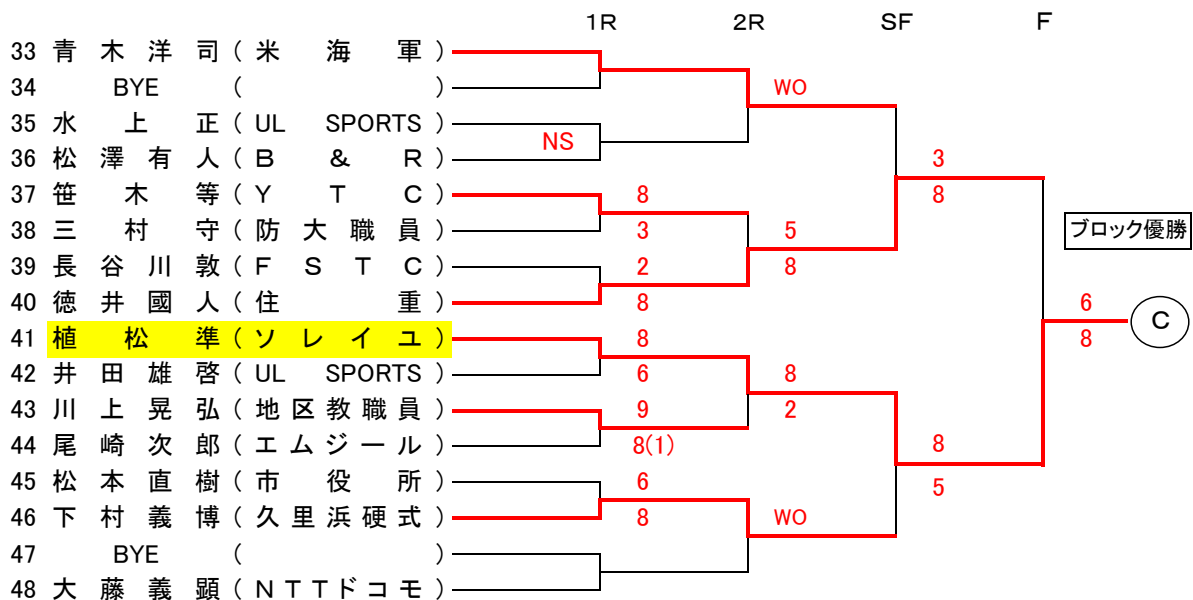 1R 2R SF F
33 青木洋司(米海軍)
34 BYE ( ) WO
35 水上正(UL SPORTS)
NS
36 松澤有人(B & R) 3
37 笹木等(YTC) 8 8
38 三村守(防大職員) 3 5 ブロック優勝
39 長谷川敦(FSTC) 2 8
40 徳井國人(住重) 8 6
C
41 植松準(ソレイユ) 8 8
42 井田雄啓(UL SPORTS) 6 8
43 川上晃弘(地区教職員) 9 2
44 尾崎次郎(エムジール) 8(1) 8
45 松本直樹(市役所) 6 5
46 下村義博(久里浜硬式) 8 WO
47 BYE ( )
48 大藤義顕(NTTドコモ)